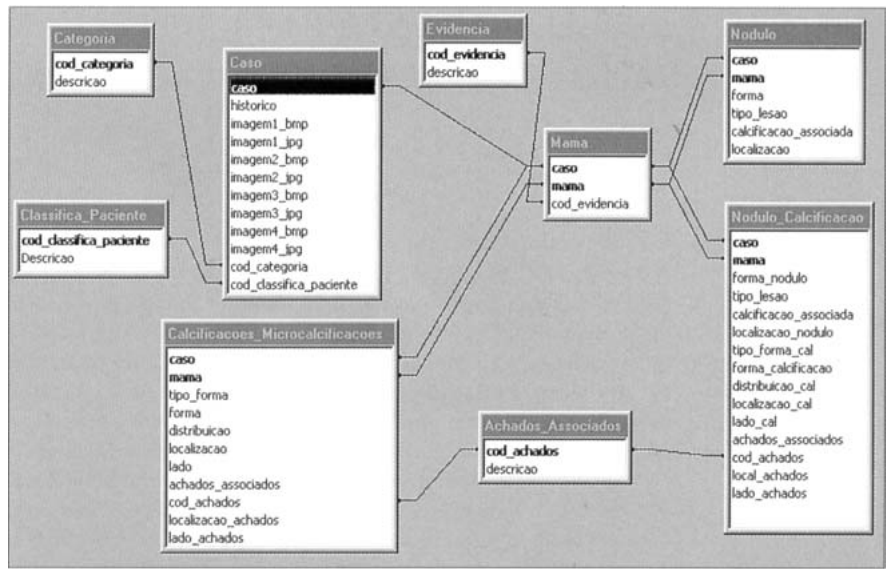 Categoria
cod_categoria
descricao
Caso
caso
historico
imagem1_bmp
imagem1_jpg
imagem2_bmp
imagem2_jpg
imagem3_bmp
imagem3_jpg
imagem4_bmp
imagem4_jpg
cod_categoria
cod_classifica_paciente
Evidencia
cod_evidencia
descricao
Nodulo
caso
mama
forma
tipo_lesao
calcificacao_associada
localizacao
Mama
caso
mama
cod_evidencia
Classifica_Paciente
cod_classifica_paciente
Descricao
Nodulo_Calcificacao
caso
mama
forma_nodulo
tipo_lesao
calcificacao_associada
localizacao_nodulo
tipo_forma_cal
forma_calcificacao
distribuicao_cal
localizacao_cal
lado_cal
achados_associados
cod_achados
local_achados
lado_achados
Calcificacoes_Microcalcificacoes
caso
mama
tipo_forma
forma
distribuicao
localizacao
lado
achados_associados
cod_achados
localizacao_achados
lado_achados
Achados_Associados
cod_achados
descricao